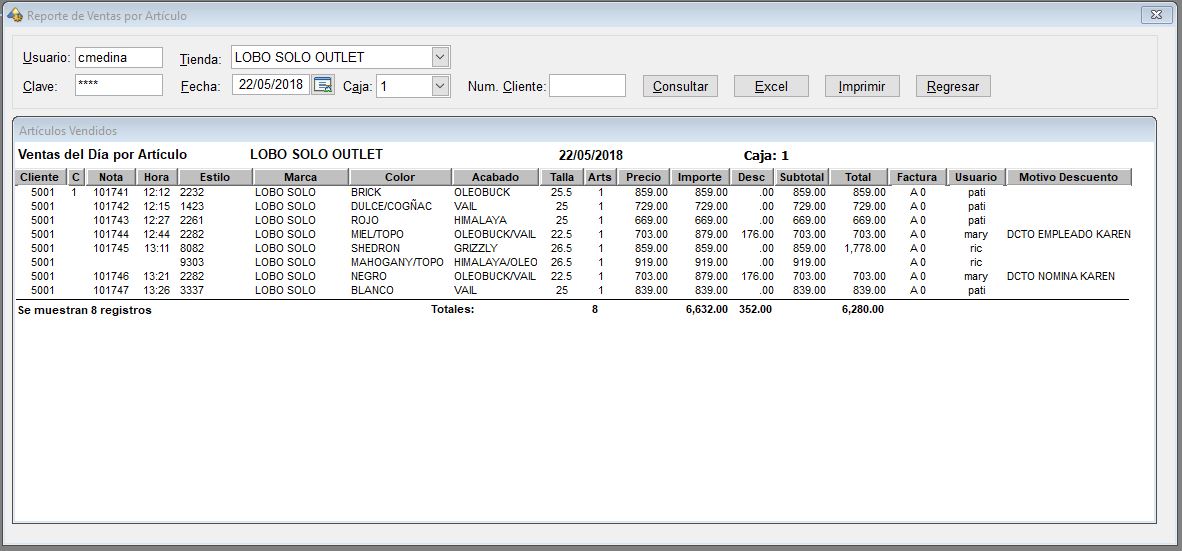 Reporte de Ventas por Artículo
Usuario: cmedina Tienda: LOBO SOLO OUTLET
Clave: **** Fecha: 22/05/2018 Caja: 1 Num. Cliente: Consultar Excel Imprimir Regresar
Artículos Vendidos
Ventas del Día por Artículo LOBO SOLO OUTLET 22/05/2018 Caja: 1
Cliente C Nota Hora Estilo Marca Color Acabado Talla Arts Precio Importe Desc Subtotal Total Factura Usuario Motivo Descuento
5001 1 101741 12:12 2232 LOBO SOLO BRICK OLEOBUCK 25.5 1 859.00 859.00 .00 859.00 859.00 A 0 pati
5001 101742 12:15 1423 LOBO SOLO DULCE/COGÑAC VAIL 25 1 729.00 729.00 .00 729.00 729.00 A 0 pati
5001 101743 12:27 2261 LOBO SOLO ROJO HIMALAYA 25 1 669.00 669.00 .00 669.00 669.00 A 0 pati
5001 101744 12:44 2282 LOBO SOLO MIEL/TOPO OLEOBUCK/VAIL 22.5 1 703.00 879.00 176.00 703.00 703.00 A 0 mary DCTO EMPLEADO KAREN
5001 101745 13:11 8082 LOBO SOLO SHEDRON GRIZZLY 26.5 1 859.00 859.00 .00 859.00 1,778.00 A 0 ric
5001 9303 LOBO SOLO MAHOGANY/TOPO HIMALAYA/OLEO 26.5 1 919.00 919.00 .00 919.00 A 0 ric
5001 101746 13:21 2282 LOBO SOLO NEGRO OLEOBUCK/VAIL 22.5 1 703.00 879.00 176.00 703.00 703.00 A 0 mary DCTO NOMINA KAREN
5001 101747 13:26 3337 LOBO SOLO BLANCO VAIL 25 1 839.00 839.00 .00 839.00 839.00 A 0 pati
Se muestran 8 registros Totales: 8 6,632.00 352.00 6,280.00